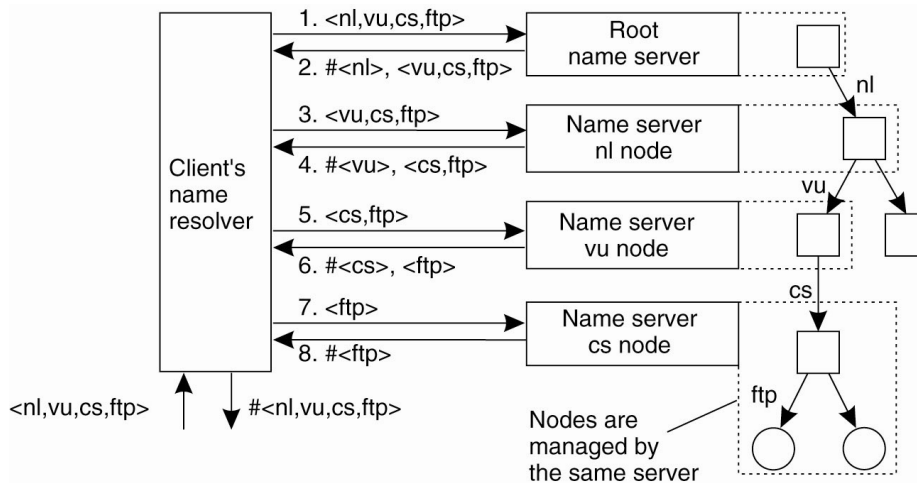 1. <nl,vu,cs,ftp>
2. #<nl>, <vu,cs,ftp>
Root
name server
nl
3. <vu,cs,ftp>
4. #<vu>, <cs,ftp>
Name server
nl node
Client's
name
resolver
vu
5. <cs,ftp>
6. #<cs>, <ftp>
Name server
vu node
cs
7. <ftp>
8. #<ftp>
Name server
cs node
ftp
<nl,vu,cs,ftp>
#<nl,vu,cs,ftp>
Nodes are
managed by
the same server